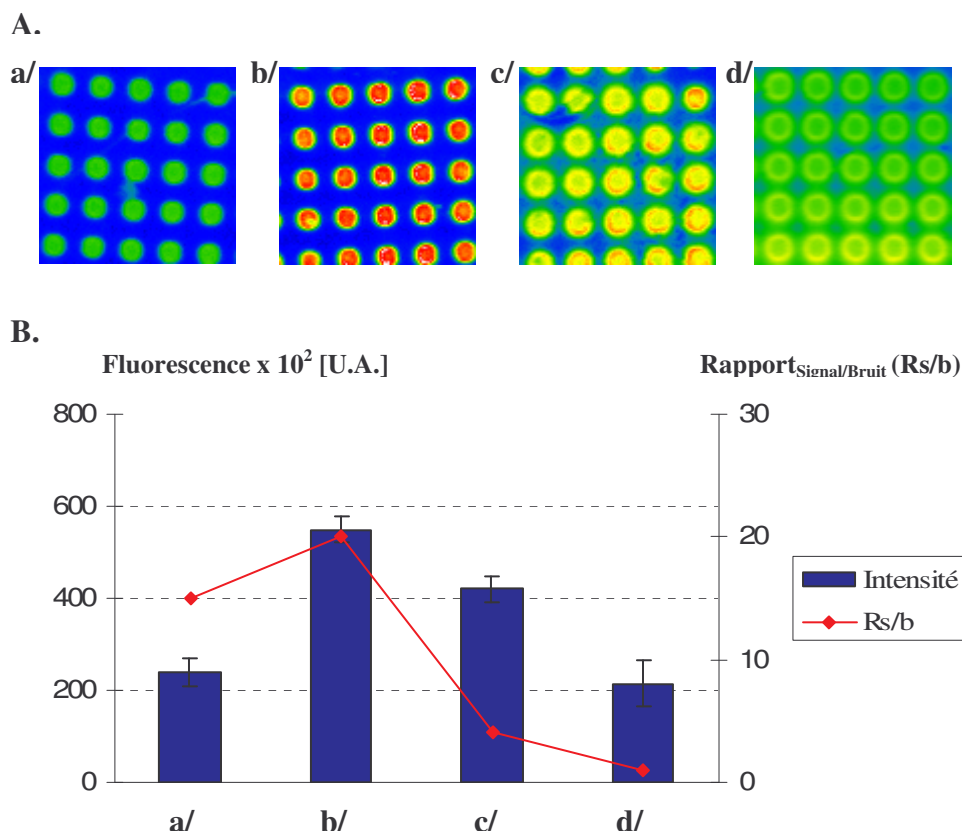 A.
a/ b/ c/ d/
B.
Fluorescence x 10² [U.A.] Rapport Signal/Bruit (Rs/b)
800 30
600
20
400
Intensité
Rs/b
10
200
0 0
a/ b/ c/ d/